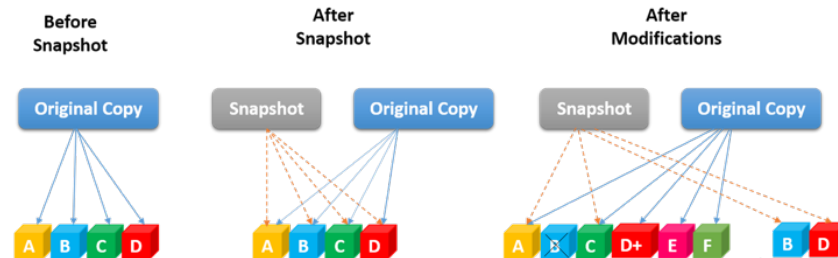 Before
Snapshot
After
Snapshot
After
Modifications
Original Copy
Snapshot
Original Copy
Snapshot
Original Copy
A B C D
A B C D
A B C D+ E F
B D